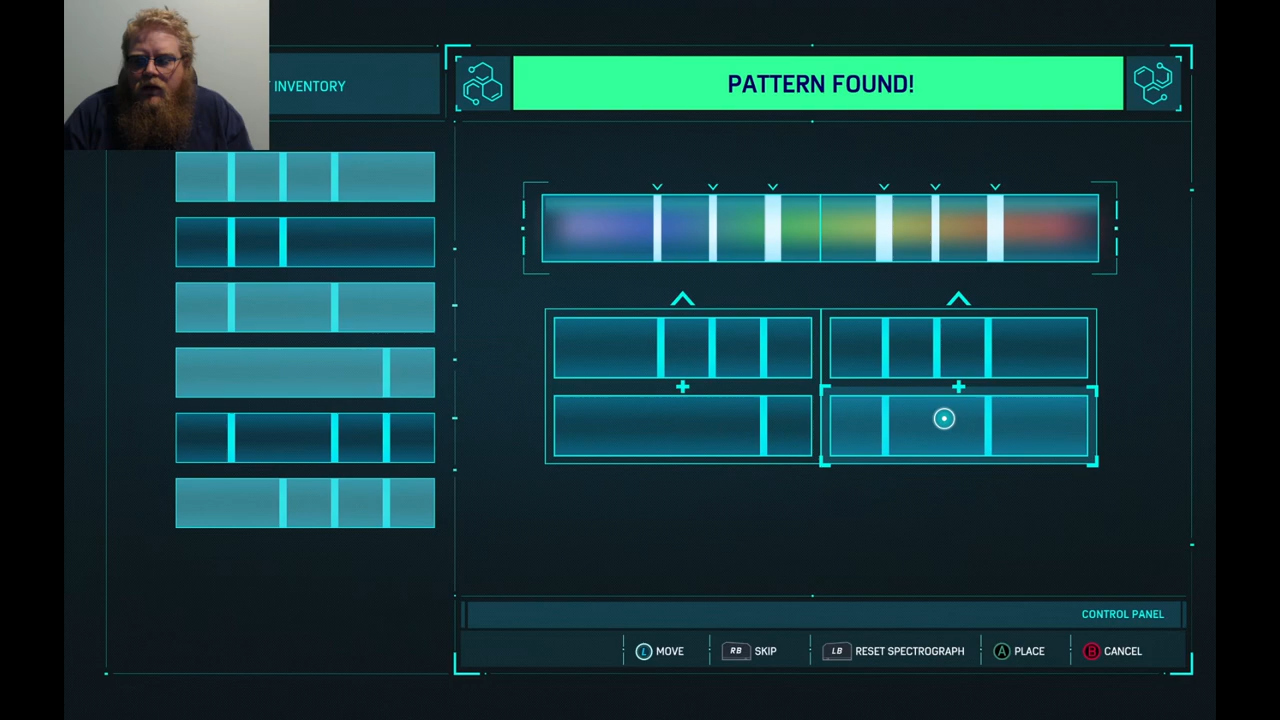 INVENTORY
PATTERN FOUND!
CONTROL PANEL
L MOVE RB SKIP LB RESET SPECTROGRAPH A PLACE B CANCEL